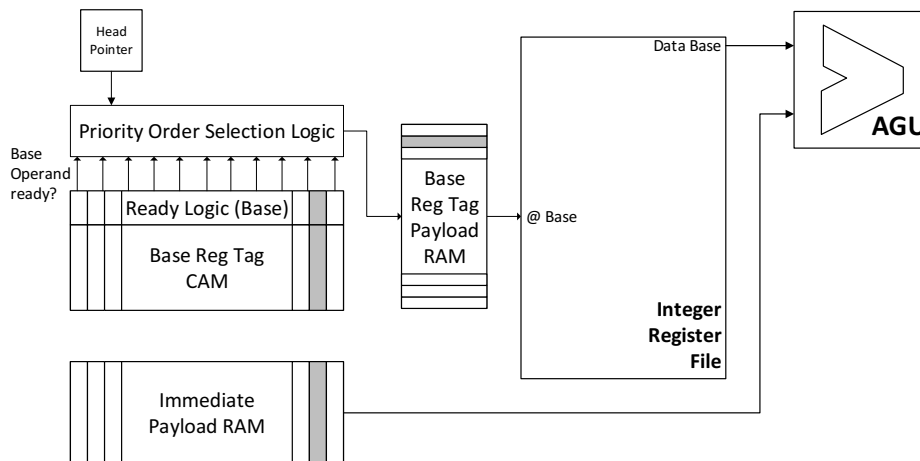 Head
Pointer
Priority Order Selection Logic
Base
Operand
ready?
Ready Logic (Base)
Base Reg Tag
CAM
Base
Reg Tag
Payload
RAM
@ Base
Data Base
Integer
Register
File
AGU
Immediate
Payload RAM